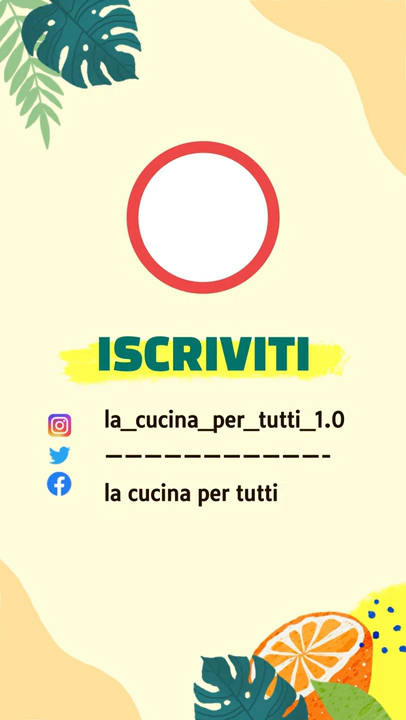 ISCRIVITI
la_cucina_per_tutti_1.0
————————————-
la cucina per tutti